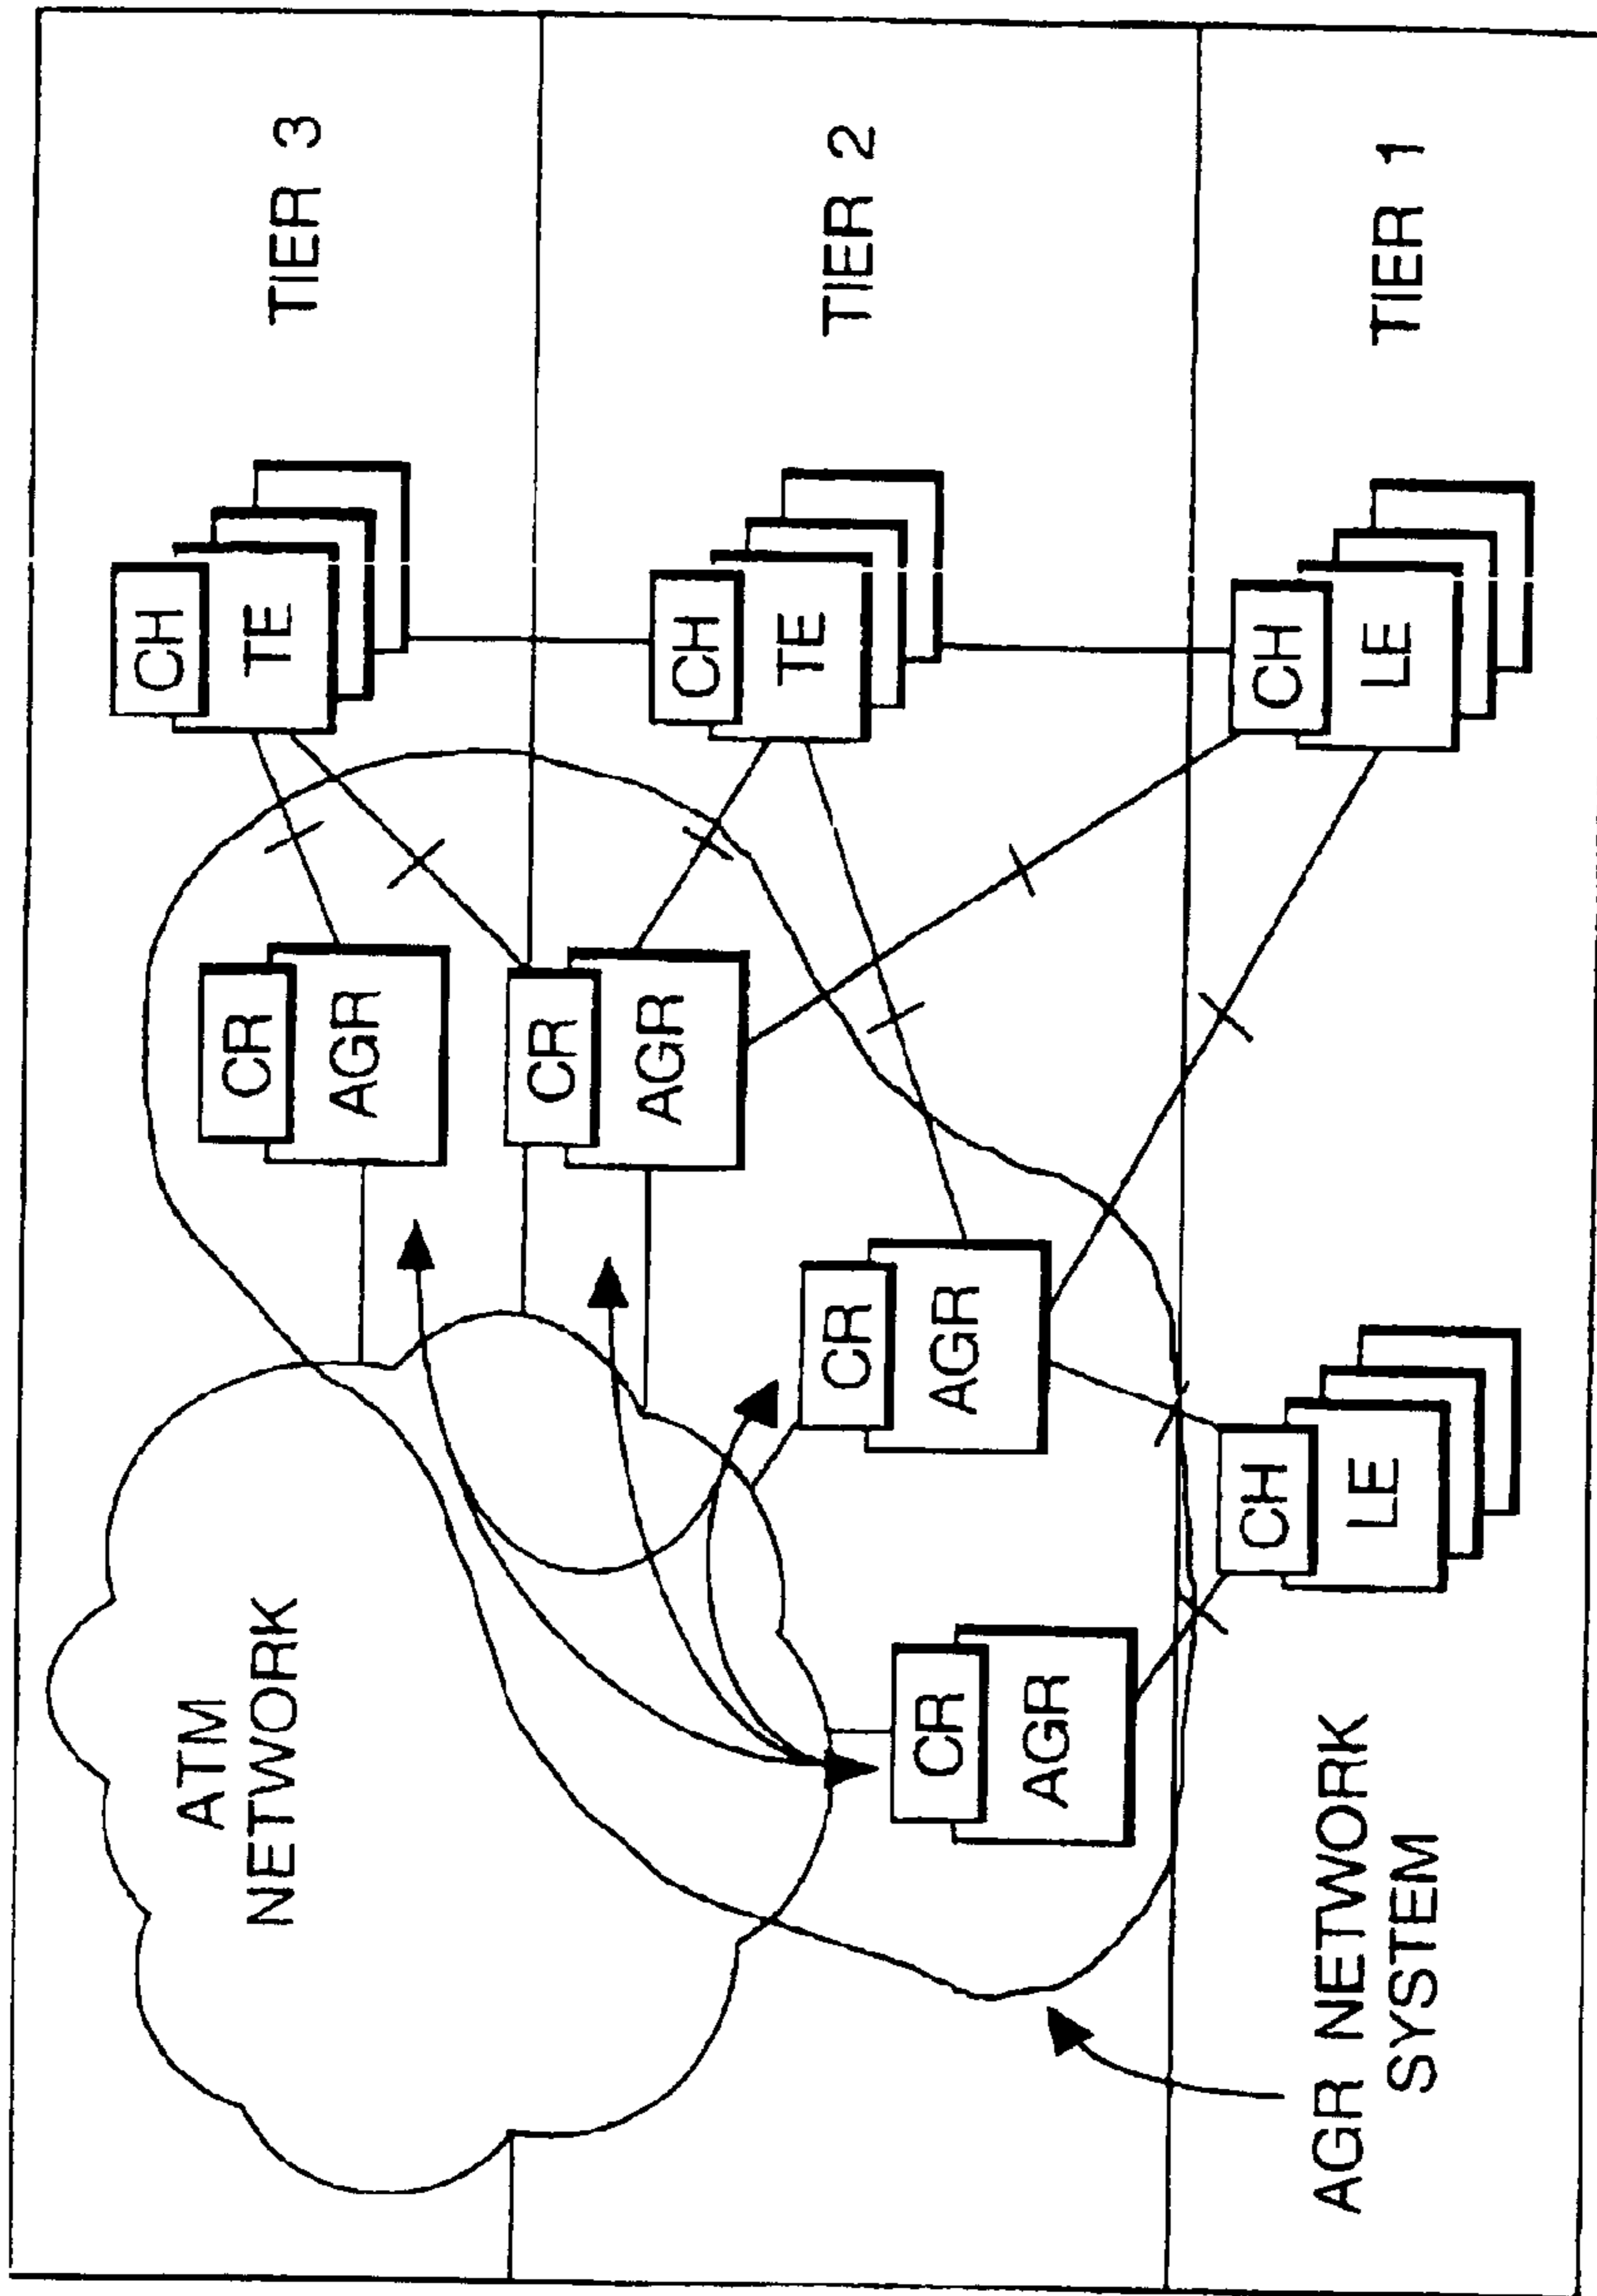 ATM
NETWORK
CR
AGR
CH
TE
TIER 3
CR
AGR
CR
AGR
CR
AGR
CH
TE
TIER 2
AGR NETWORK
SYSTEM
CH
LE
CH
LE
TIER 1